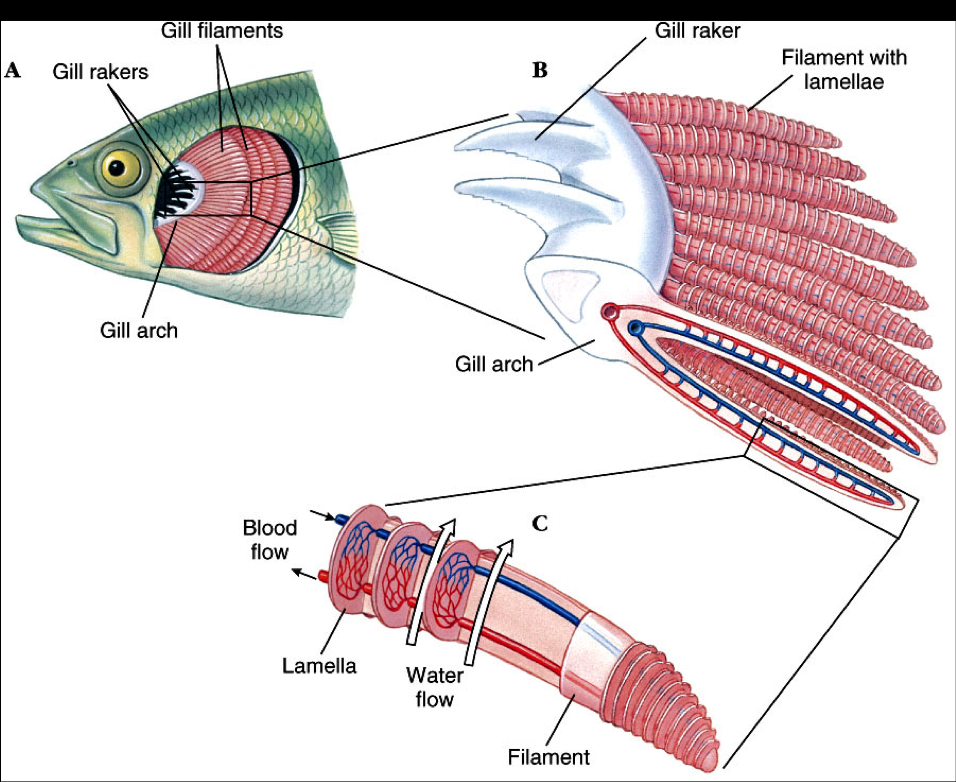 Gill filaments
A
Gill rakers
Gill arch
B
Gill raker
Filament with
lamellae
Gill arch
C
Blood
flow
Lamella
Water
flow
Filament